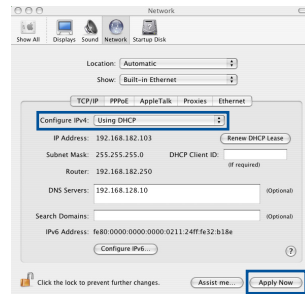 Network
Show All Displays Sound Network Startup Disk
Location: Automatic
Show: Built-in Ethernet
TCP/IP PPPoE AppleTalk Proxies Ethernet
Configure IPv4: Using DHCP
IP Address: 192.168.182.103 Renew DHCP Lease
Subnet Mask: 255.255.255.0 DHCP Client ID:
(If required)
Router: 192.168.182.250
DNS Servers: 192.168.128.10 (Optional)
Search Domains: (Optional)
IPv6 Address: fe80:0000:0000:0000:0211:24ff:fe32:b18e
Configure IPv6... ?
Click the lock to prevent further changes. Assist me... Apply Now